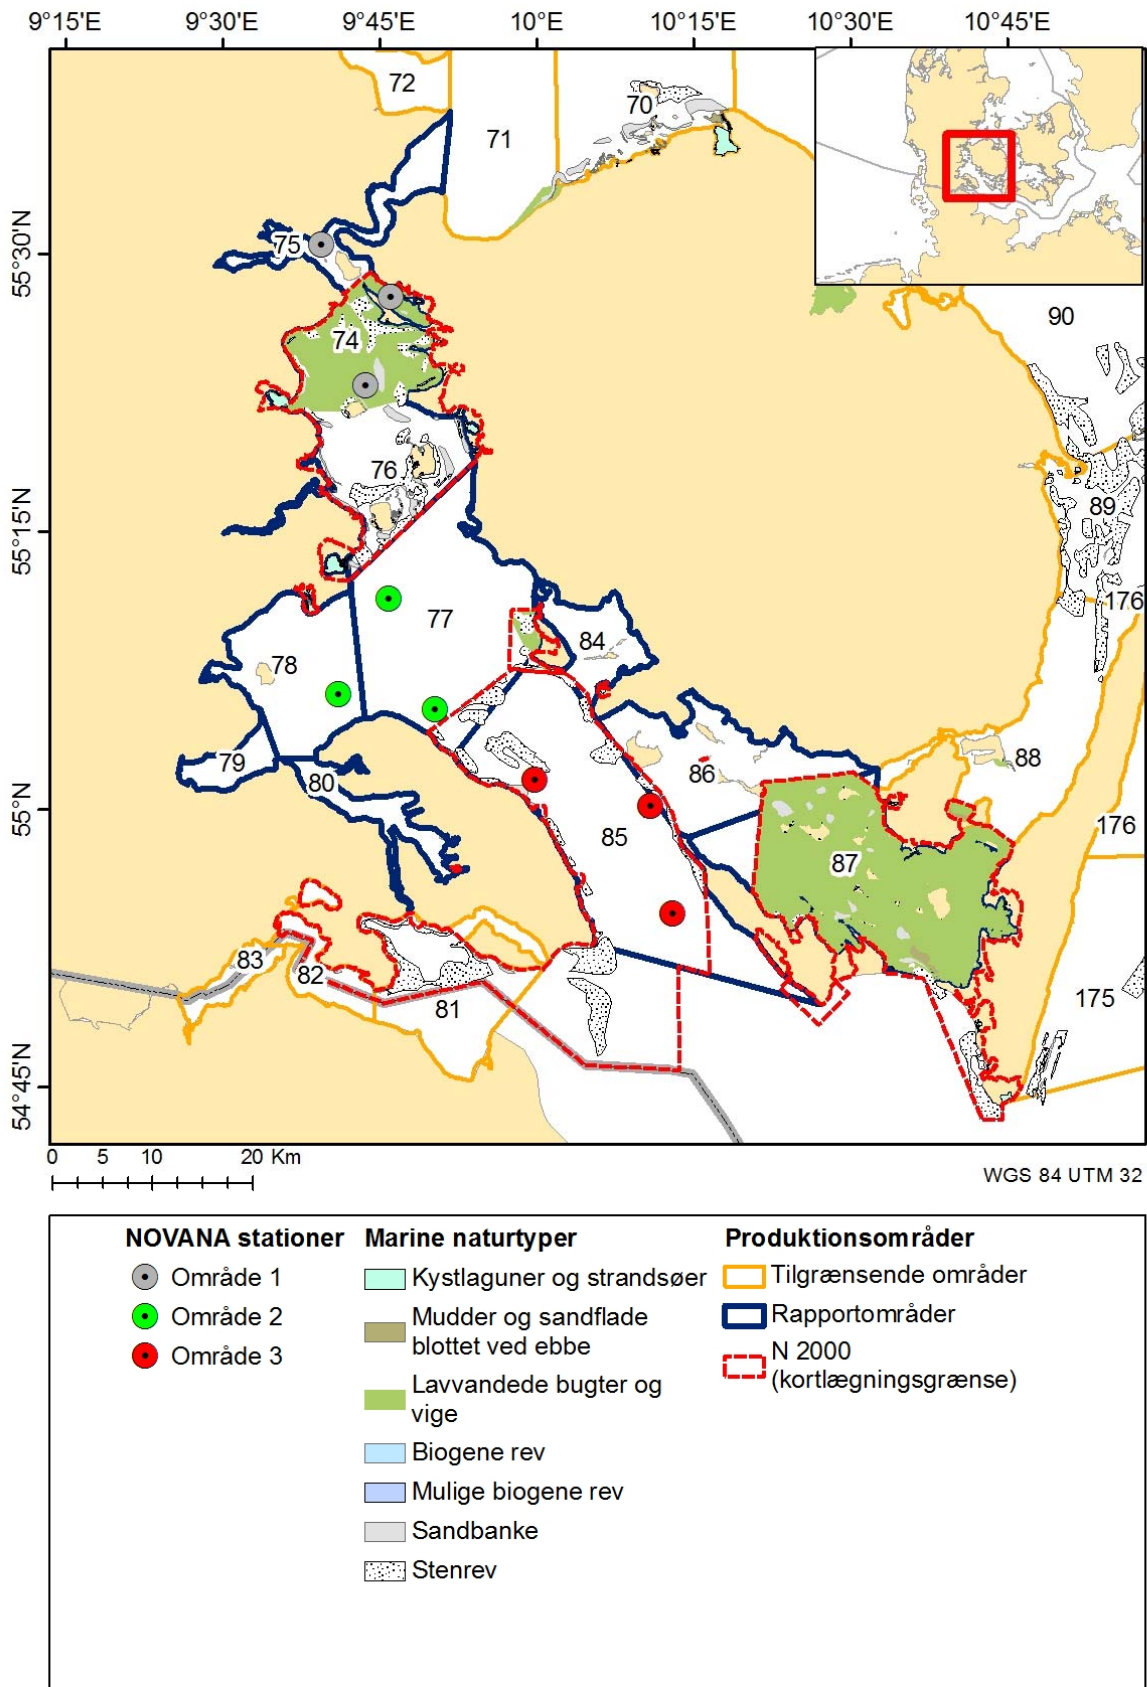 9°15'E 9°30'E 9°45'E 10°0'E 10°15'E 10°30'E 10°45'E
72
70
71
55°30'N
75
90
74
76
89
55°15'N
176
77
84
78
88
79
86
80
55°0'N
176
85
87
83
82
81
175
54°45'N
0 5 10 20 Km
WGS 84 UTM 32
NOVANA stationer
Område 1
Område 2
Område 3
Marine naturtyper
Kystlaguner og strandsøer
Mudder og sandflade
blottet ved ebbe
Lavvandede bugter og
vige
Biogene rev
Mulige biogene rev
Sandbanke
Stenrev
Produktionsområder
Tilgrænsende områder
Rapportområder
N 2000
(kortlægningsgrænse)